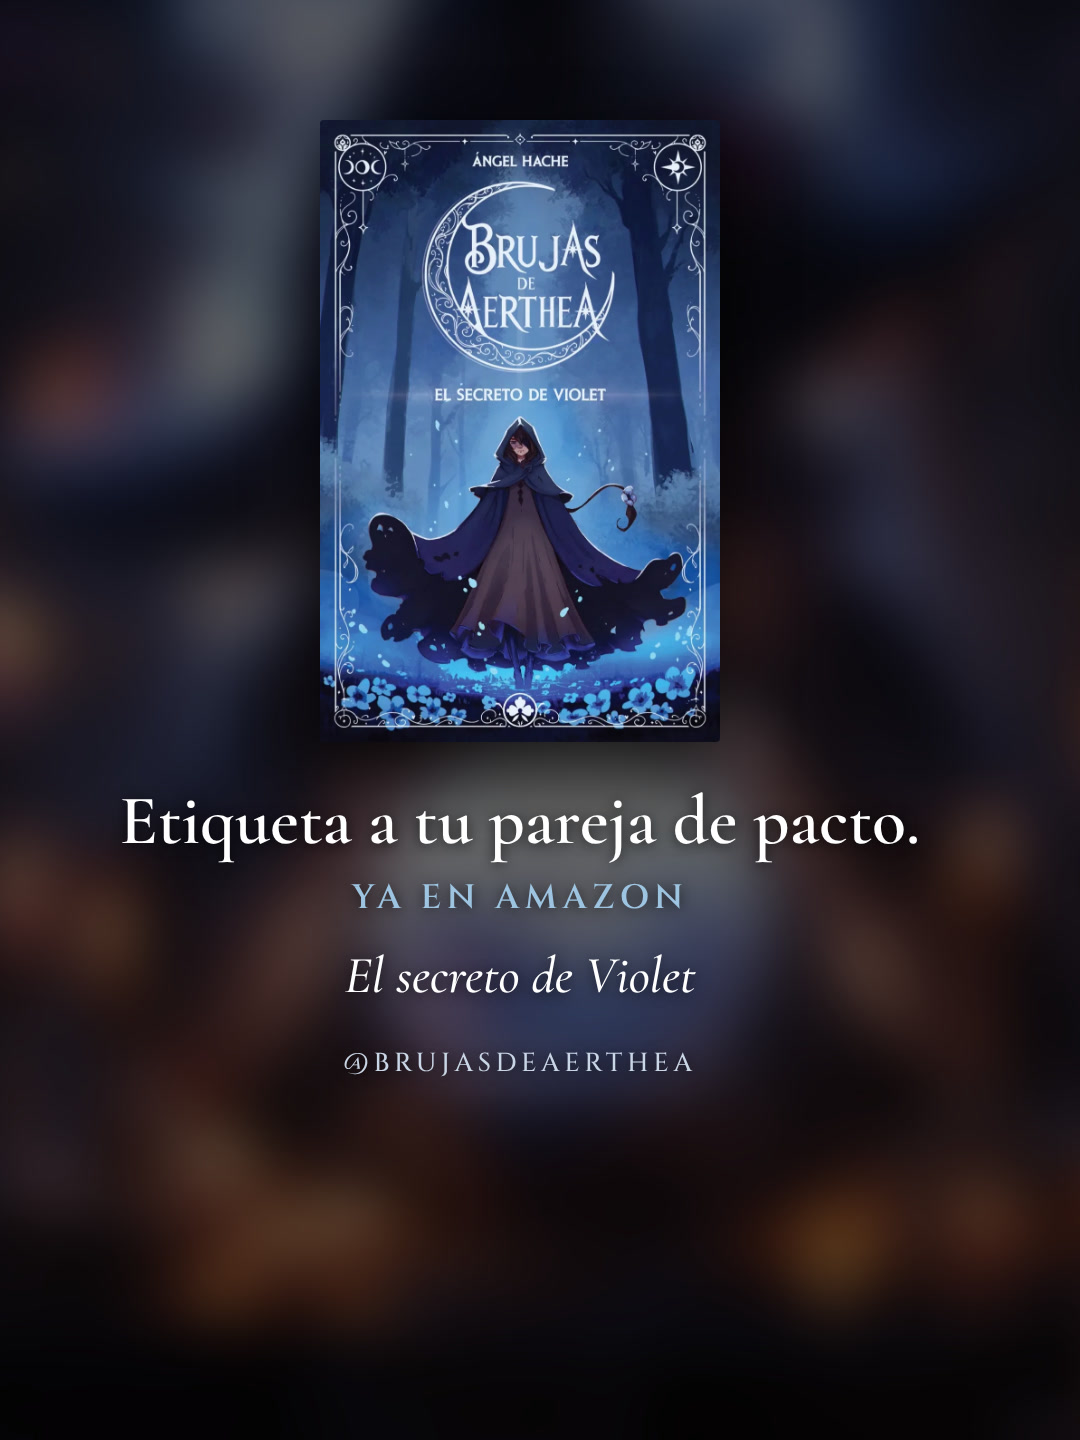 ÁNGEL HACHE
BRUJAS
DE
AERTHEA
EL SECRETO DE VIOLET
Etiqueta a tu pareja de pacto.
YA EN AMAZON
El secreto de Violet
@BRUJASDEAERTHEA